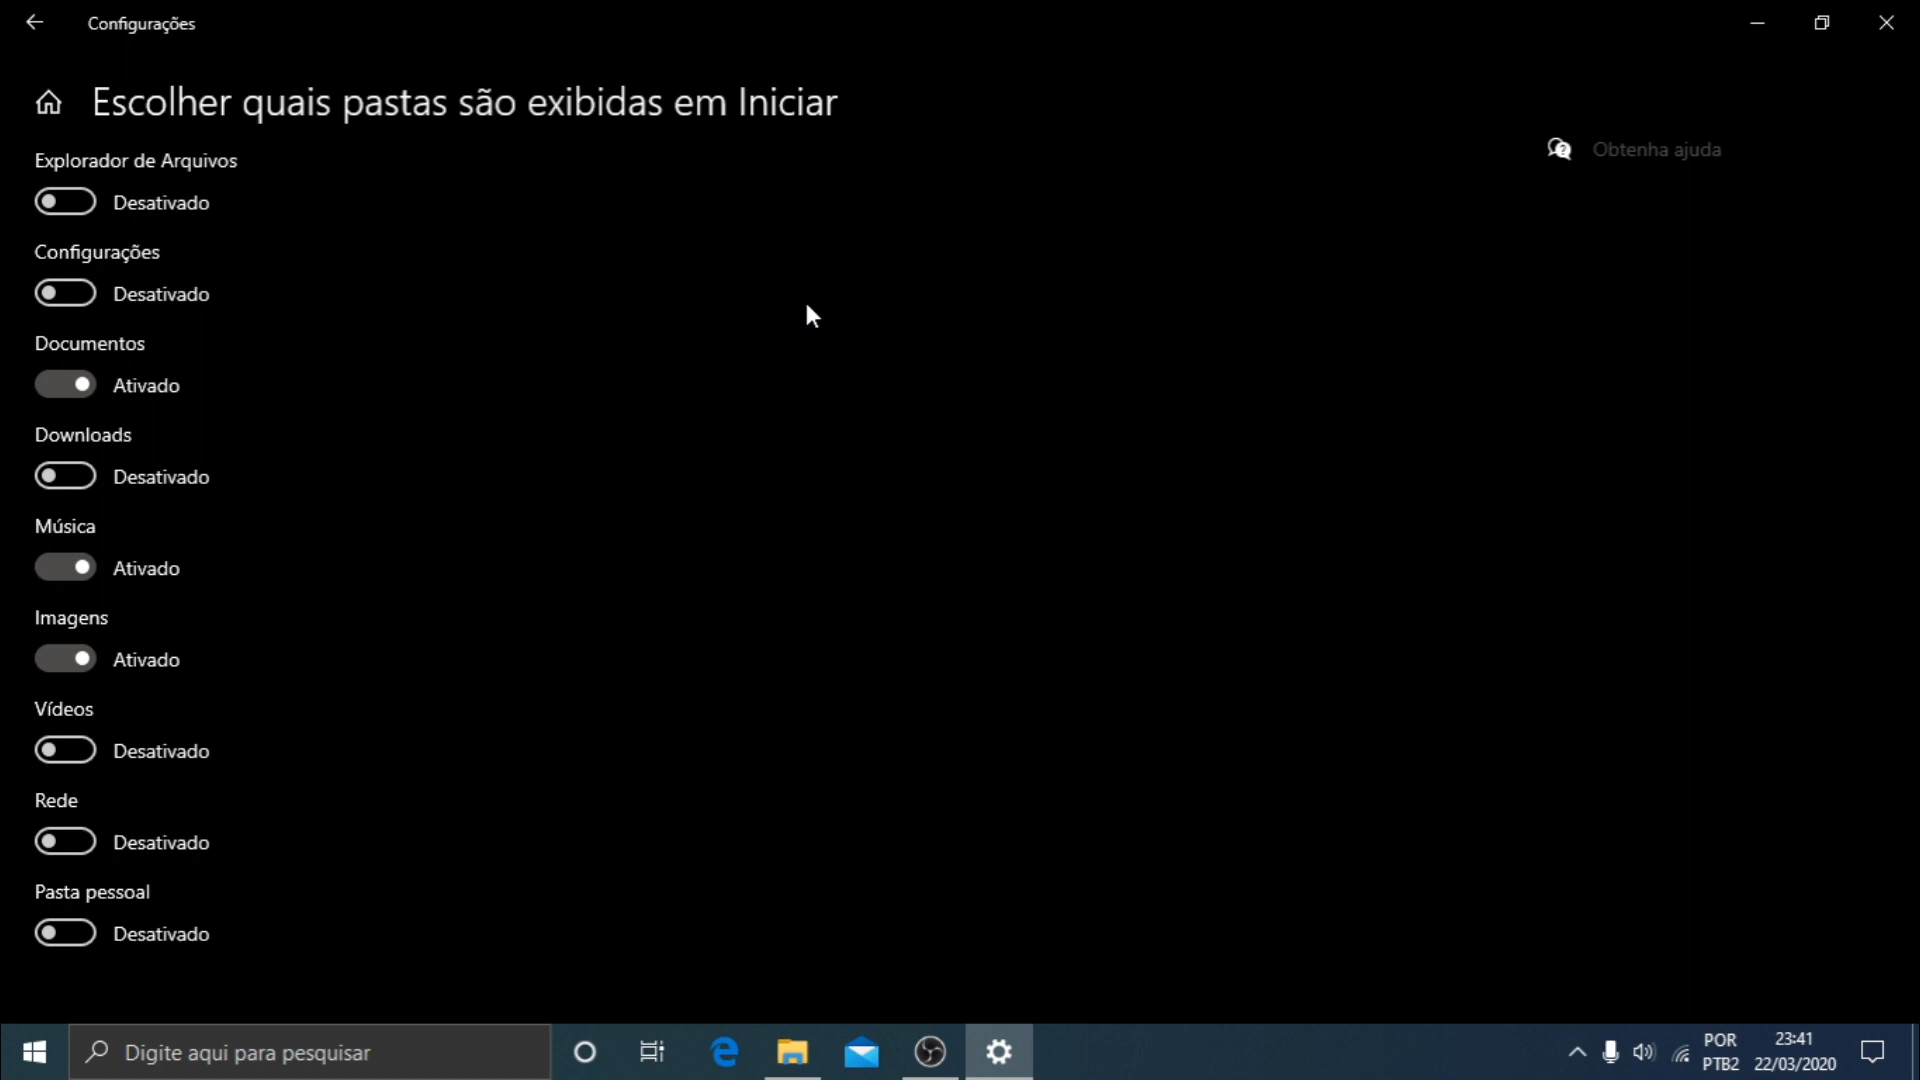 Configurações
Escolher quais pastas são exibidas em Iniciar
Obtenha ajuda
Explorador de Arquivos
Desativado
Configurações
Desativado
Documentos
Ativado
Downloads
Desativado
Música
Ativado
Imagens
Ativado
Vídeos
Desativado
Rede
Desativado
Pasta pessoal
Desativado
Digite aqui para pesquisar
POR
PTB2
23:41
22/03/2020